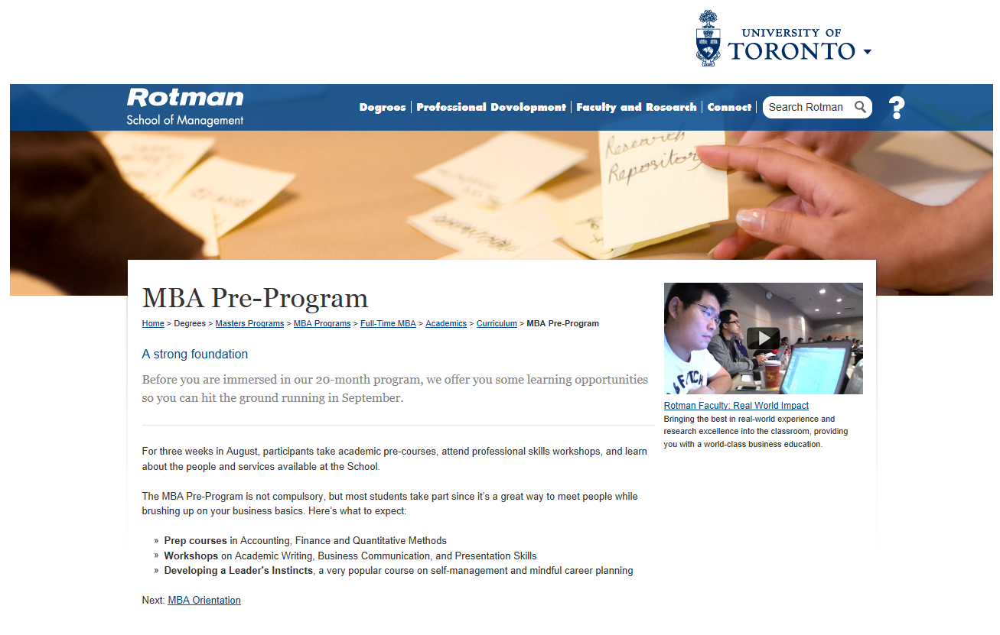 UNIVERSITY OF
TORONTO
Rotman
School of Management
Degrees
Professional Development
Faculty and Research
Connect
Search Rotman
?
Research
Repository
MBA Pre-Program
Home > Degrees > Masters Programs > MBA Programs > Full-Time MBA > Academics > Curriculum > MBA Pre-Program
A strong foundation
Before you are immersed in our 20-month program, we offer you some learning opportunities
so you can hit the ground running in September.
For three weeks in August, participants take academic pre-courses, attend professional skills workshops, and learn
about the people and services available at the School.
The MBA Pre-Program is not compulsory, but most students take part since it's a great way to meet people while
brushing up on your business basics. Here's what to expect:
» Prep courses in Accounting, Finance and Quantitative Methods
» Workshops on Academic Writing, Business Communication, and Presentation Skills
» Developing a Leader's Instincts, a very popular course on self-management and mindful career planning
Next: MBA Orientation
Rotman Faculty: Real World Impact
Bringing the best in real-world experience and
research excellence into the classroom, providing
you with a world-class business education.